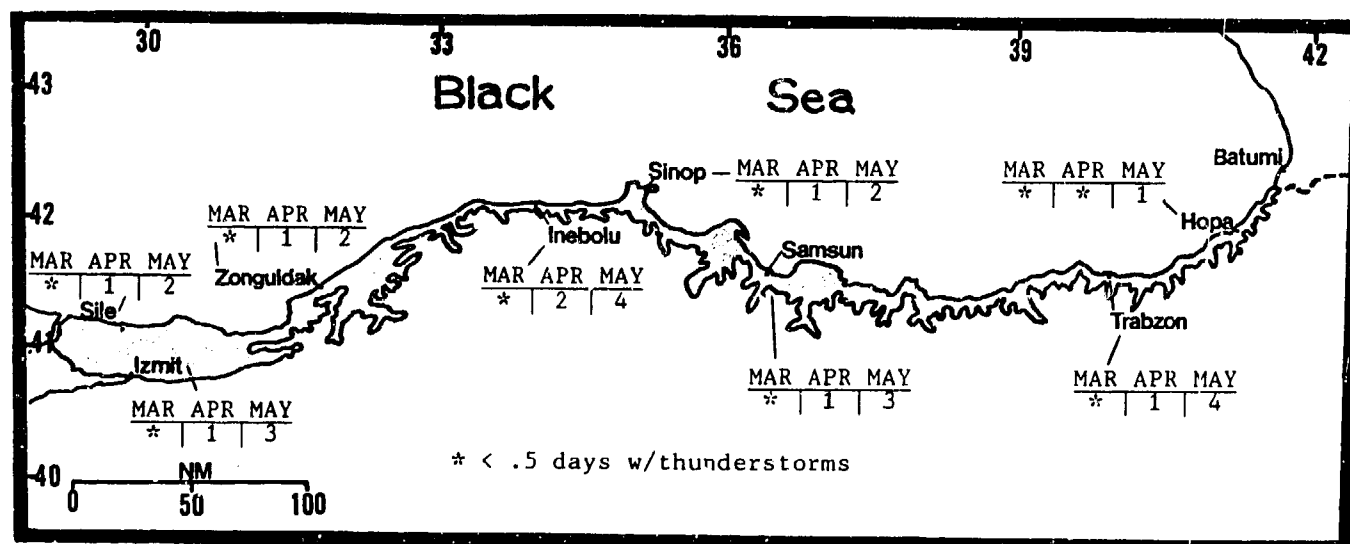 30 33 36 39 42
43
Black Sea
Batumi
Sinop
MAR APR MAY
* 1 2
MAR APR MAY
* * 1
42
MAR APR MAY
* 1 2
Hopa
Inebolu
Samsun
Zonguldak
MAR APR MAY
* 1 2
MAR APR MAY
* 2 4
Sile
Trabzon
41
Izmit
MAR APR MAY
* 1 3
MAR APR MAY
* 1 4
MAR APR MAY
* 1 3
* < .5 days w/thunderstorms
40
NM
0 50 100